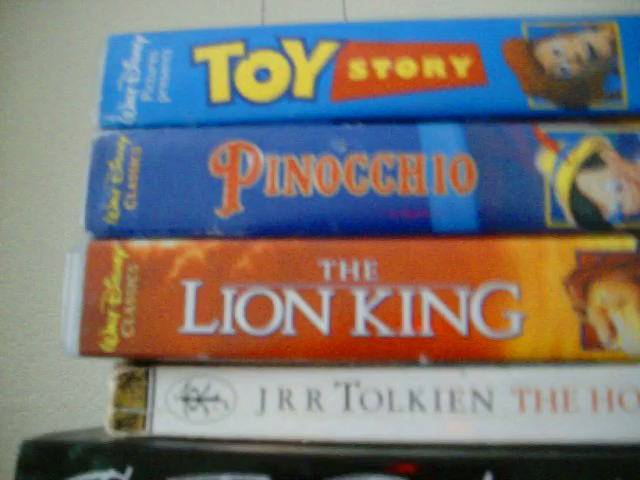 Walt Disney
Pictures
presents
TOY STORY
Walt Disney
CLASSICS
PINOCCHIO
Walt Disney
CLASSICS
THE
LION KING
J R R TOLKIEN THE HO